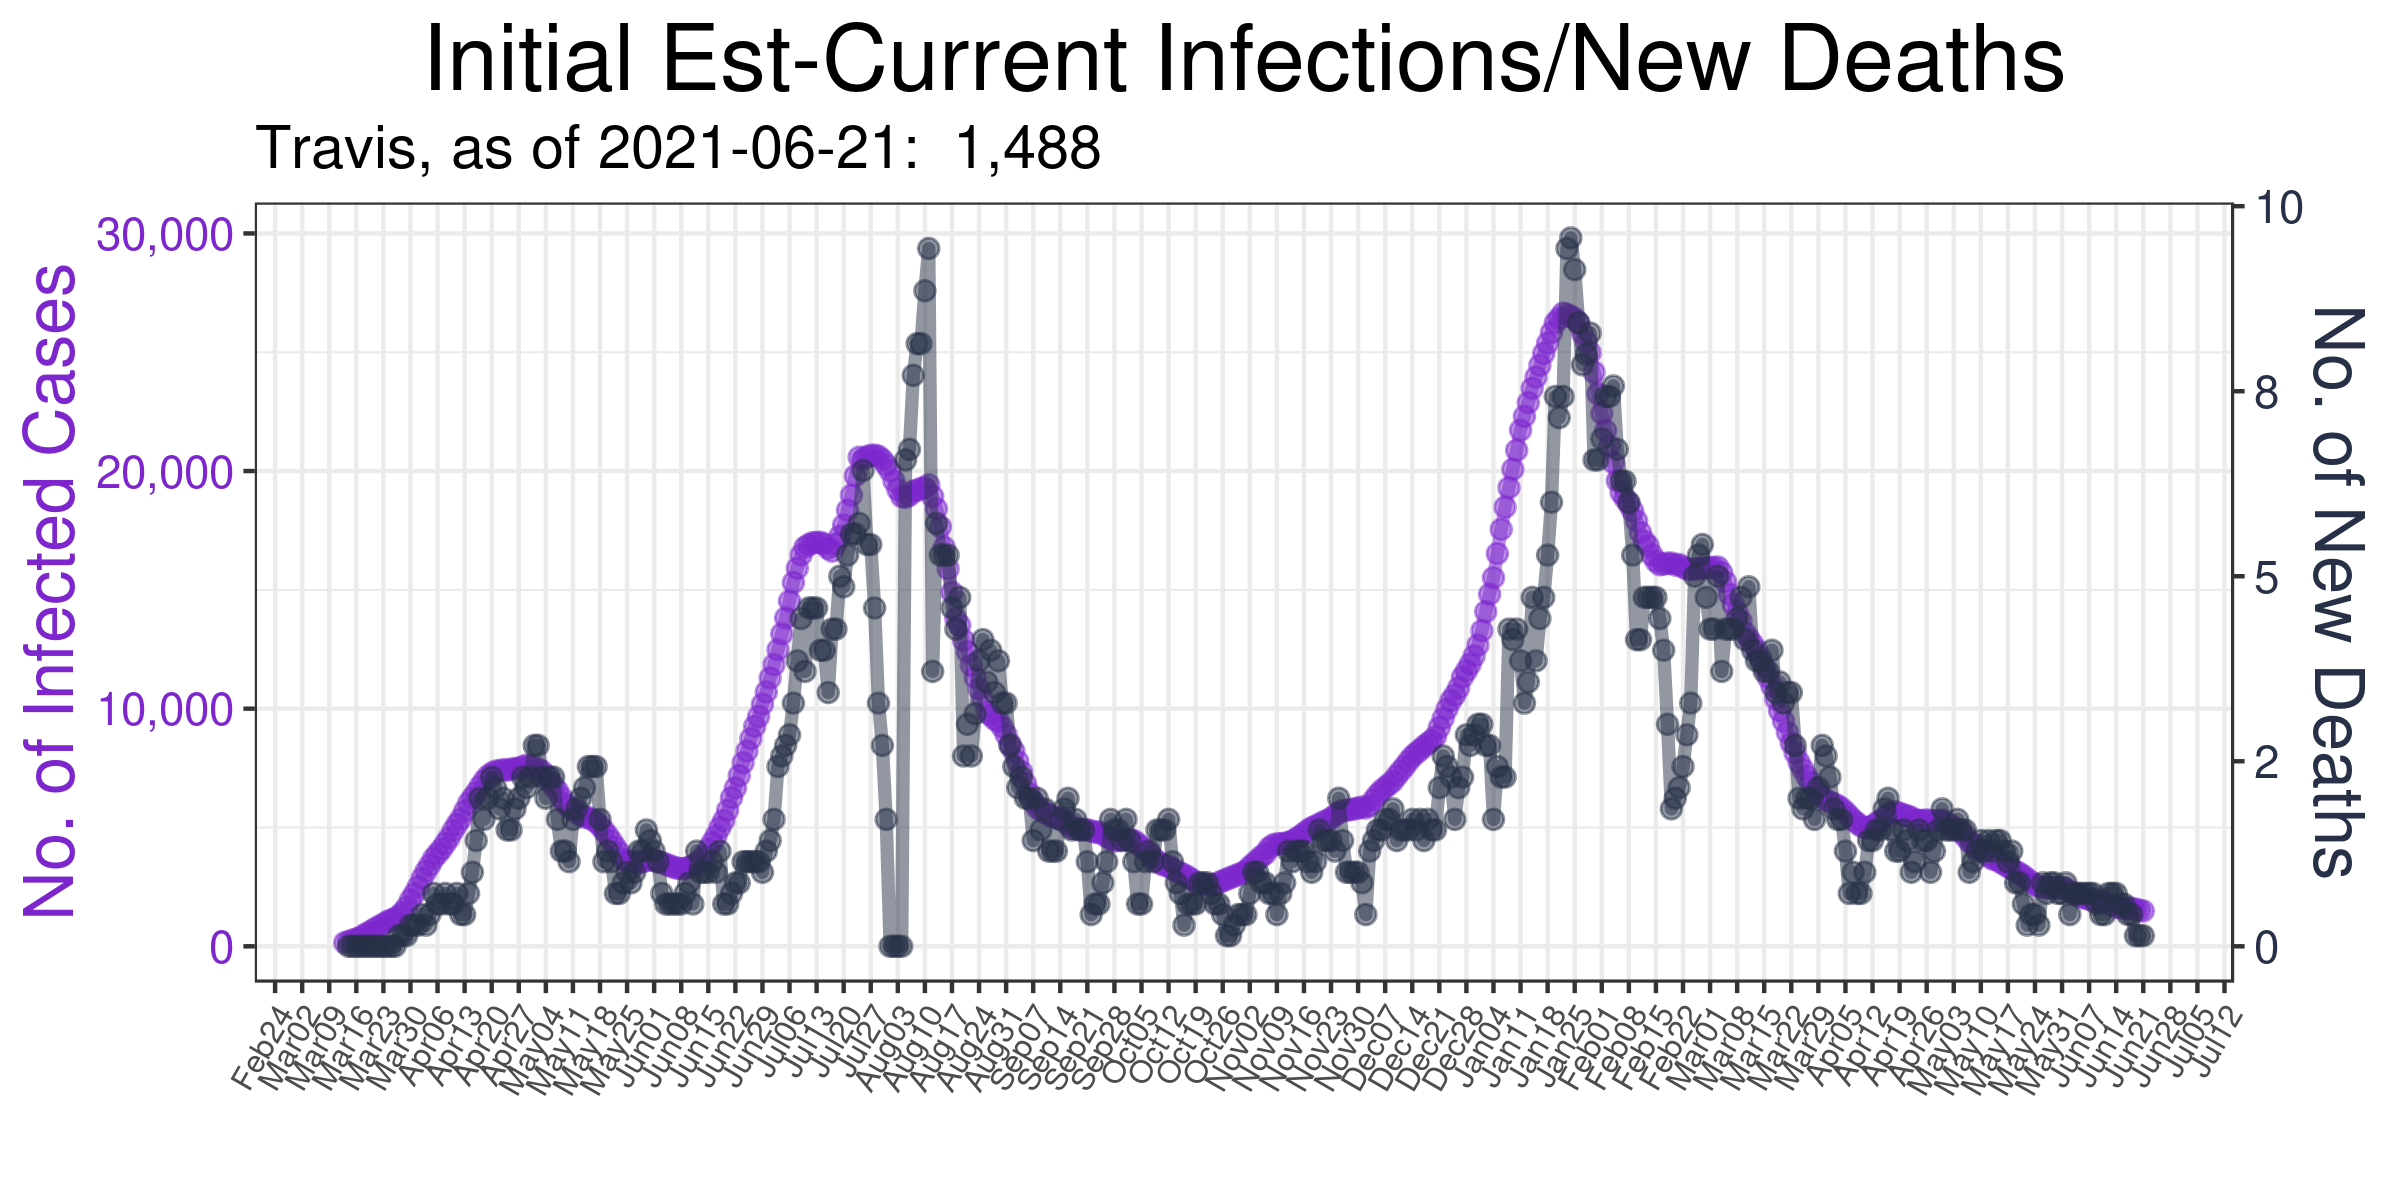 Initial Est-Current Infections/New Deaths
Travis, as of 2021-06-21: 1,488
No. of Infected Cases
30,000
20,000
10,000
0
10
8
5
2
0
No. of New Deaths
Feb24
Mar02
Mar09
Mar16
Mar23
Mar30
Apr06
Apr13
Apr20
Apr27
May04
May11
May18
May25
Jun01
Jun08
Jun15
Jun22
Jun29
Jul06
Jul13
Jul20
Jul27
Aug03
Aug10
Aug17
Aug24
Aug31
Sep07
Sep14
Sep21
Sep28
Oct05
Oct12
Oct19
Oct26
Nov02
Nov09
Nov16
Nov23
Nov30
Dec07
Dec14
Dec21
Dec28
Jan04
Jan11
Jan18
Jan25
Feb01
Feb08
Feb15
Feb22
Mar01
Mar08
Mar15
Mar22
Mar29
Apr05
Apr12
Apr19
Apr26
May03
May10
May17
May24
May31
Jun07
Jun14
Jun21
Jun28
Jul05
Jul12